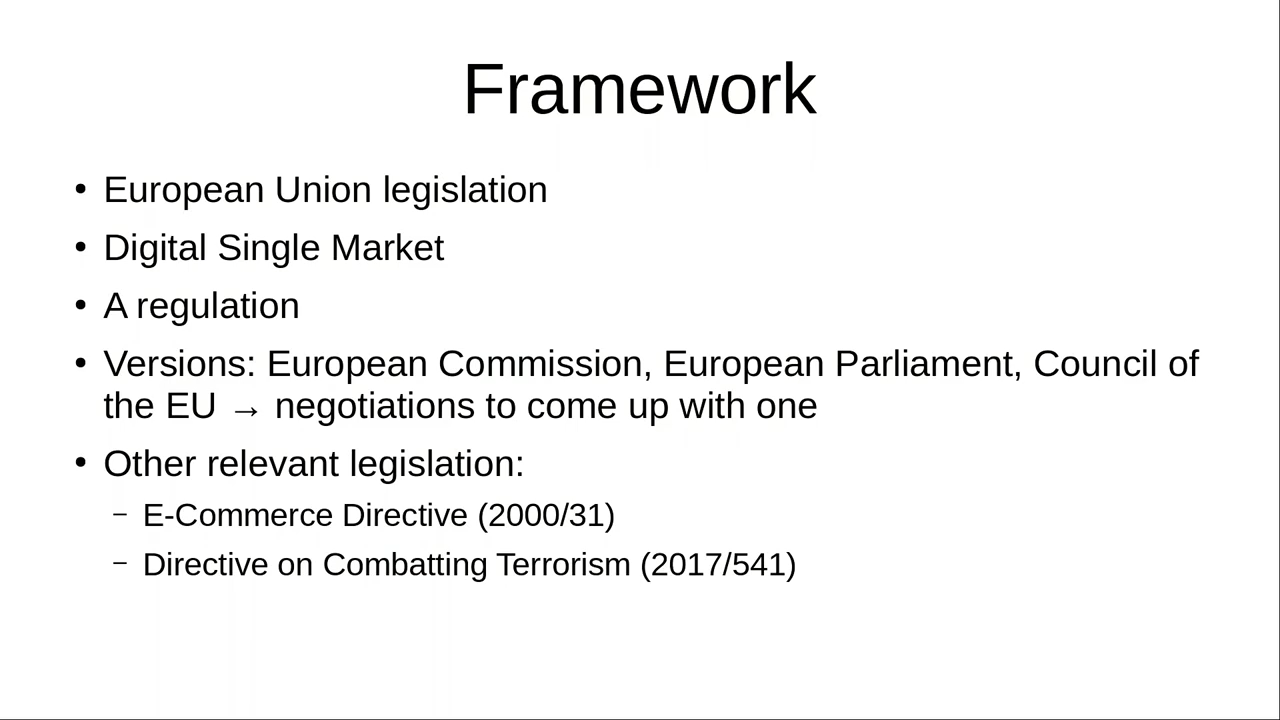 Framework
• European Union legislation
• Digital Single Market
• A regulation
• Versions: European Commission, European Parliament, Council of
the EU → negotiations to come up with one
• Other relevant legislation:
– E-Commerce Directive (2000/31)
– Directive on Combatting Terrorism (2017/541)